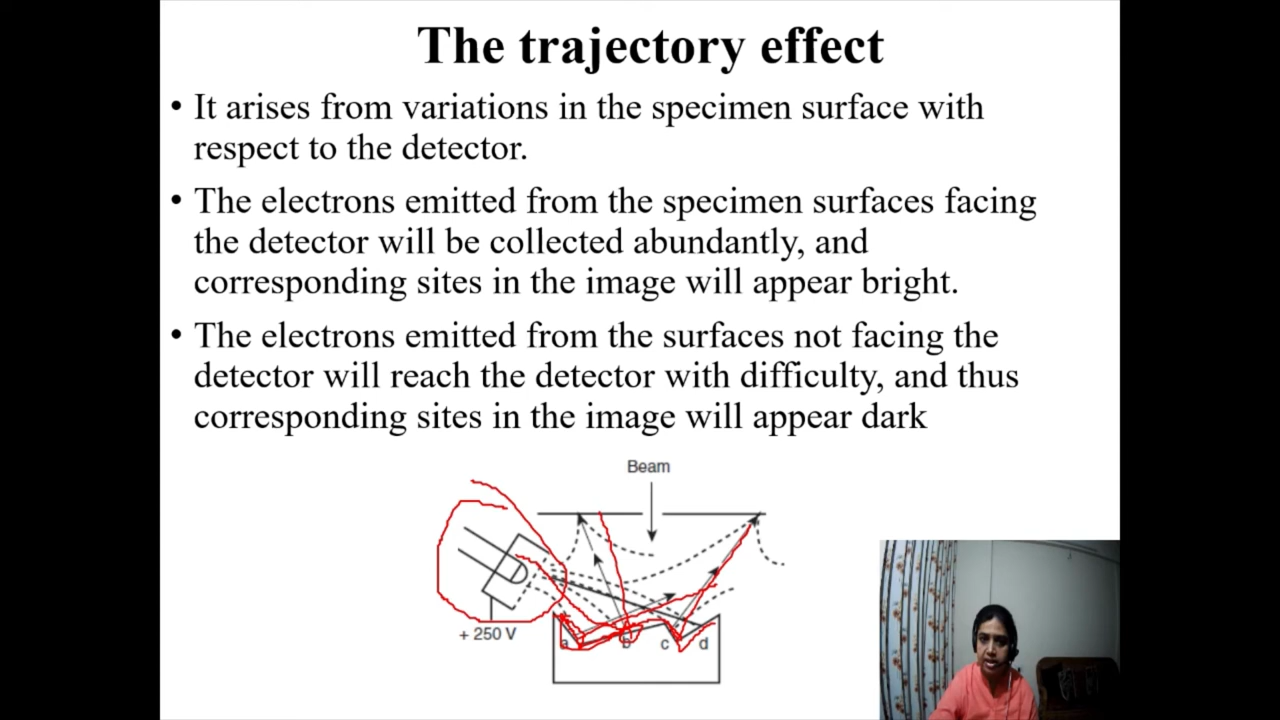 The trajectory effect
• It arises from variations in the specimen surface with
respect to the detector.
• The electrons emitted from the specimen surfaces facing
the detector will be collected abundantly, and
corresponding sites in the image will appear bright.
• The electrons emitted from the surfaces not facing the
detector will reach the detector with difficulty, and thus
corresponding sites in the image will appear dark
Beam
+ 250 V
a b c d